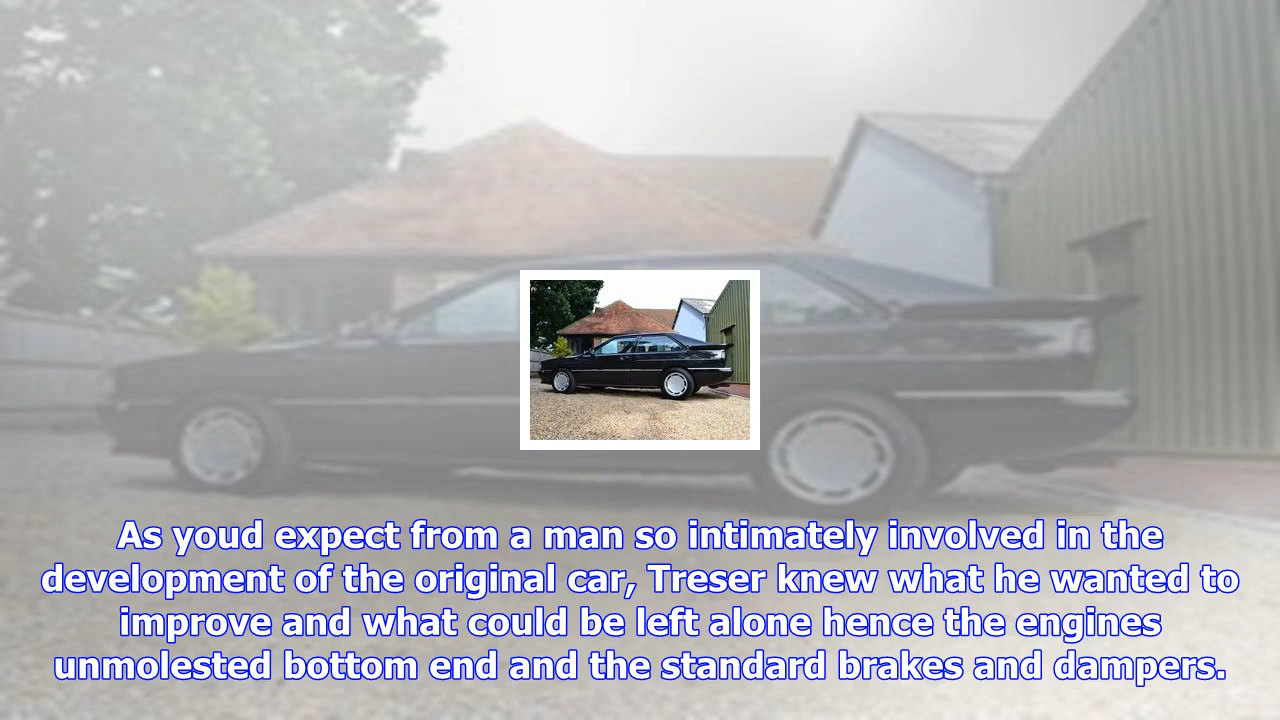 As youd expect from a man so intimately involved in the
development of the original car, Treser knew what he wanted to
improve and what could be left alone hence the engines
unmolested bottom end and the standard brakes and dampers.